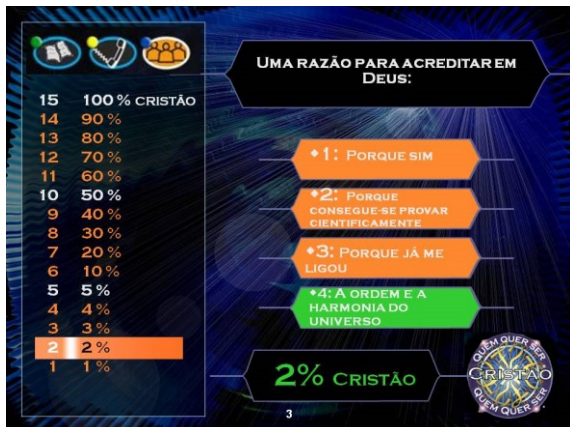 UMA RAZÃO PARA ACREDITAR EM
DEUS:
15 100 % CRISTÃO
14 90 %
13 80 %
12 70 %
11 60 %
10 50 %
9 40 %
8 30 %
7 20 %
6 10 %
5 5 %
4 4 %
3 3 %
2 2 %
1 1 %
1: PORQUE SIM
2: PORQUE
CONSEGUE-SE PROVAR
CIENTIFICAMENTE
3: PORQUE JÁ ME
LIGOU
4: A ORDEM E A
HARMONIA DO
UNIVERSO
2% CRISTÃO
QUEM QUER SER
CRISTÃO
QUEM QUER SER
3